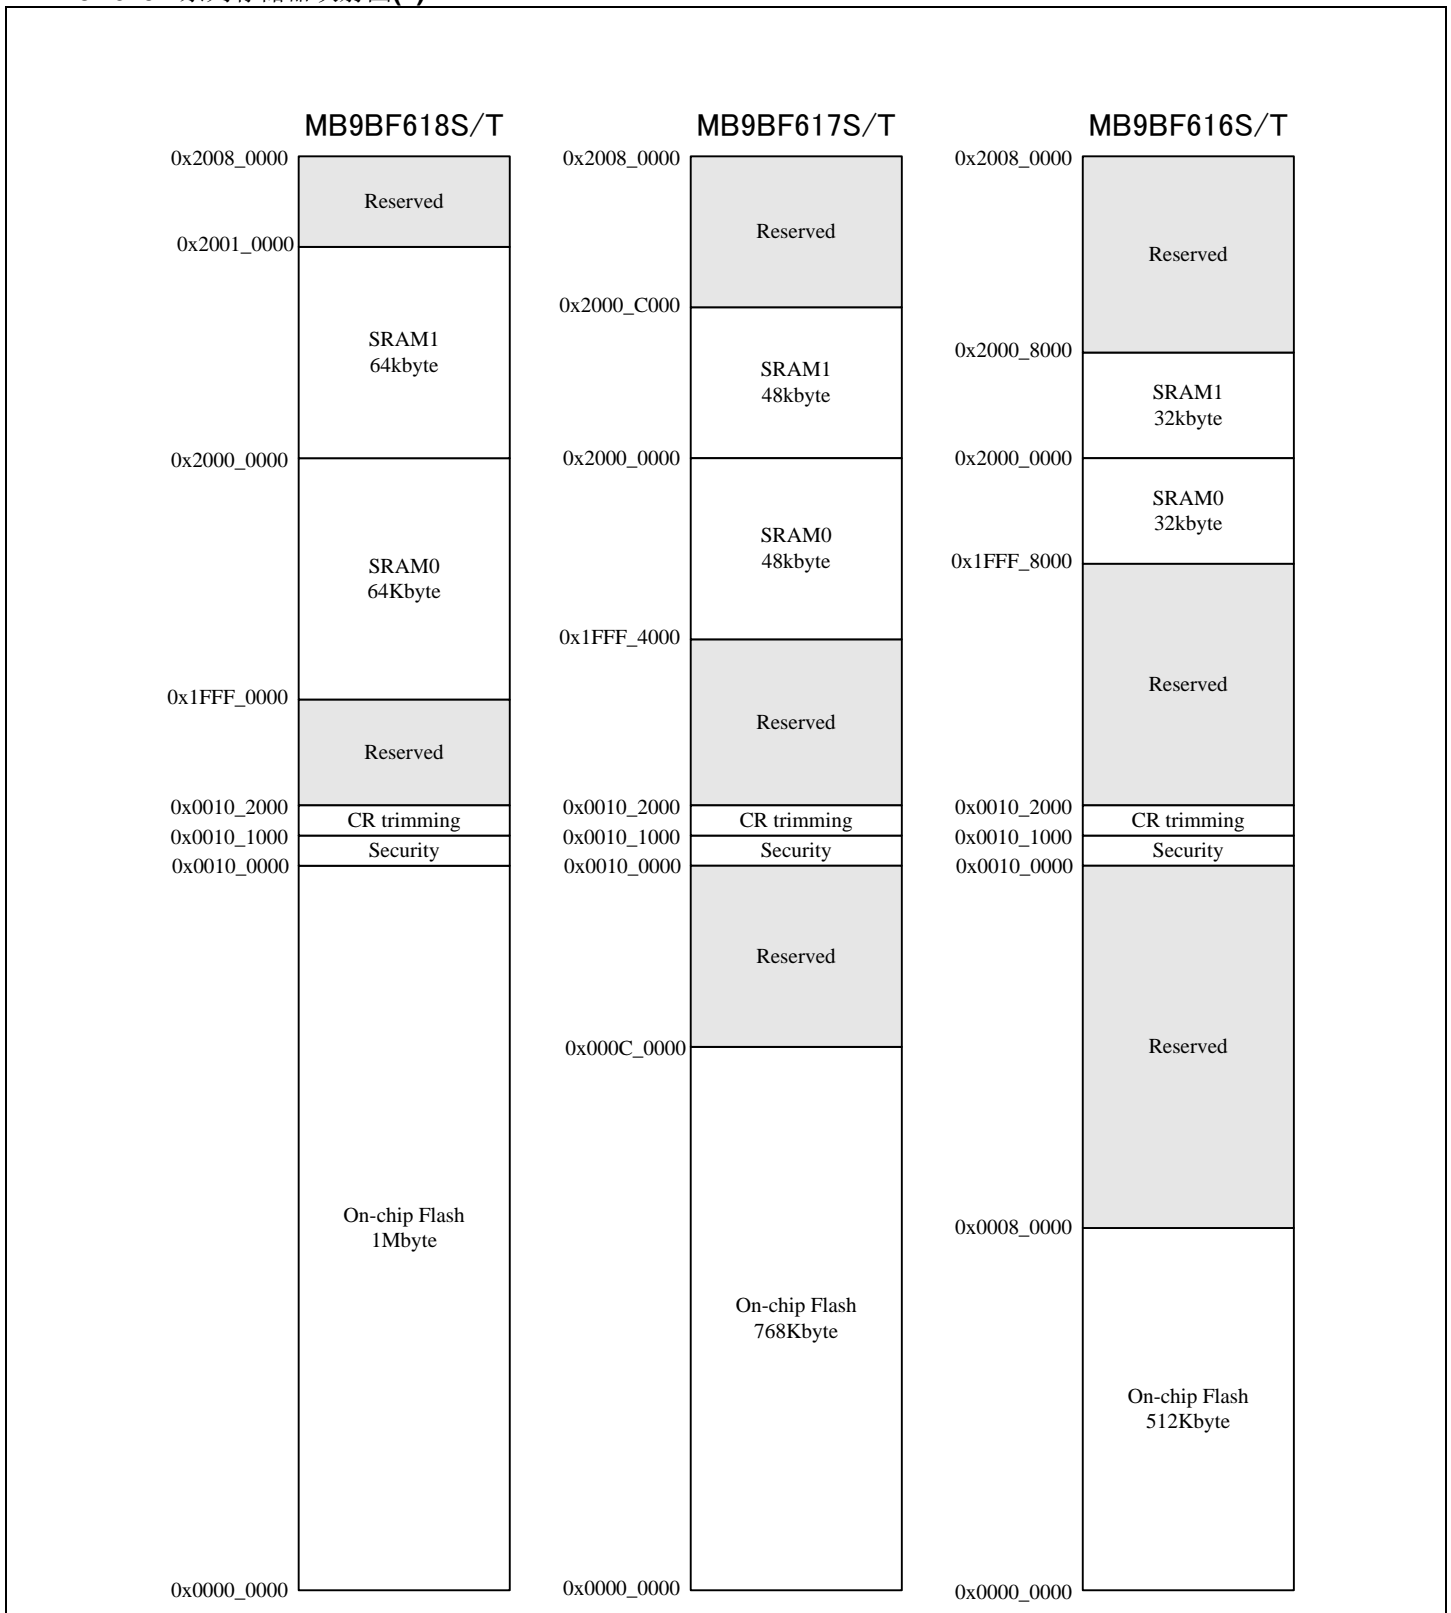 MB9BF618S/T
0x2008_0000
Reserved
0x2001_0000
SRAM1
64kbyte
0x2000_0000
SRAM0
64Kbyte
0x1FFF_0000
Reserved
0x0010_2000
CR trimming
0x0010_1000
Security
0x0010_0000
On-chip Flash
1Mbyte
0x0000_0000
MB9BF617S/T
0x2008_0000
Reserved
0x2000_C000
SRAM1
48kbyte
0x2000_0000
SRAM0
48kbyte
0x1FFF_4000
Reserved
0x0010_2000
CR trimming
0x0010_1000
Security
0x0010_0000
Reserved
0x000C_0000
On-chip Flash
768Kbyte
0x0000_0000
MB9BF616S/T
0x2008_0000
Reserved
0x2000_8000
SRAM1
32kbyte
0x2000_0000
SRAM0
32kbyte
0x1FFF_8000
Reserved
0x0010_2000
CR trimming
0x0010_1000
Security
0x0010_0000
Reserved
0x0008_0000
On-chip Flash
512Kbyte
0x0000_0000